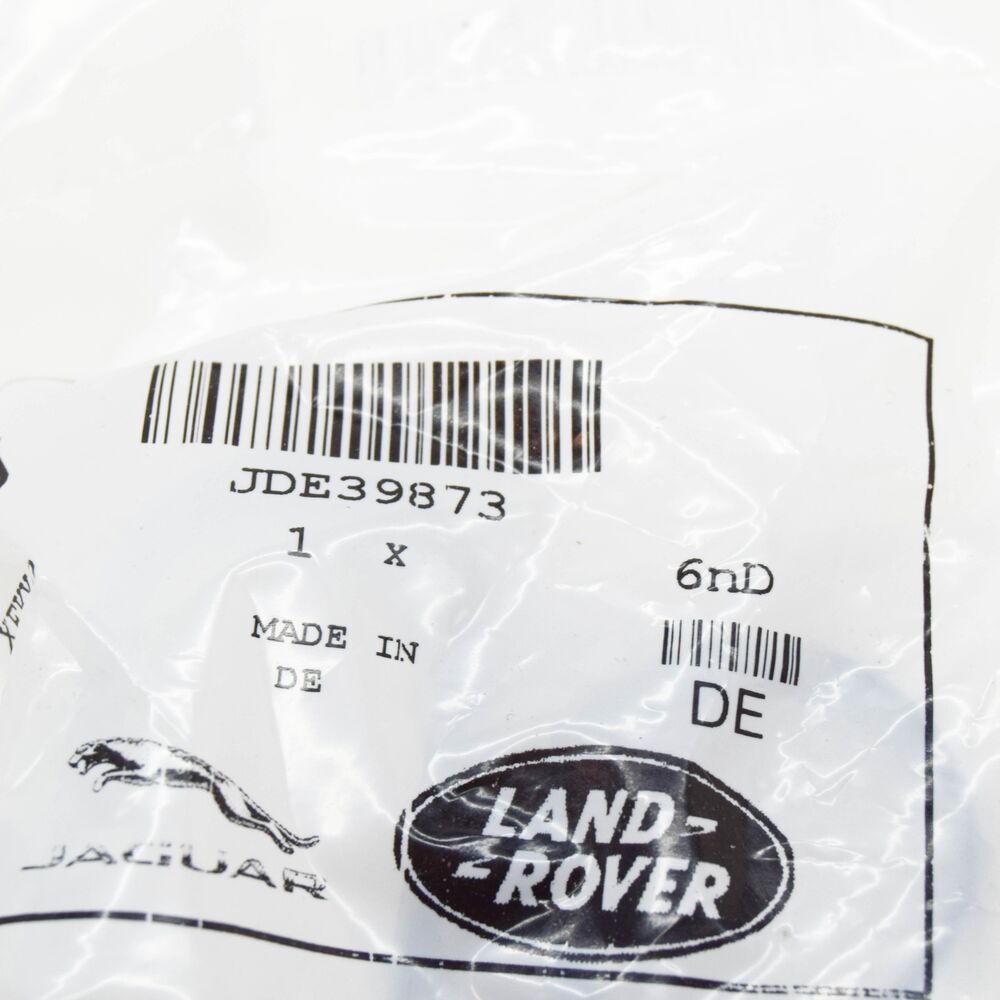 JDE39873
1 X
6nD
MADE IN
DE
DE
JAGUAR
LAND-
-ROVER